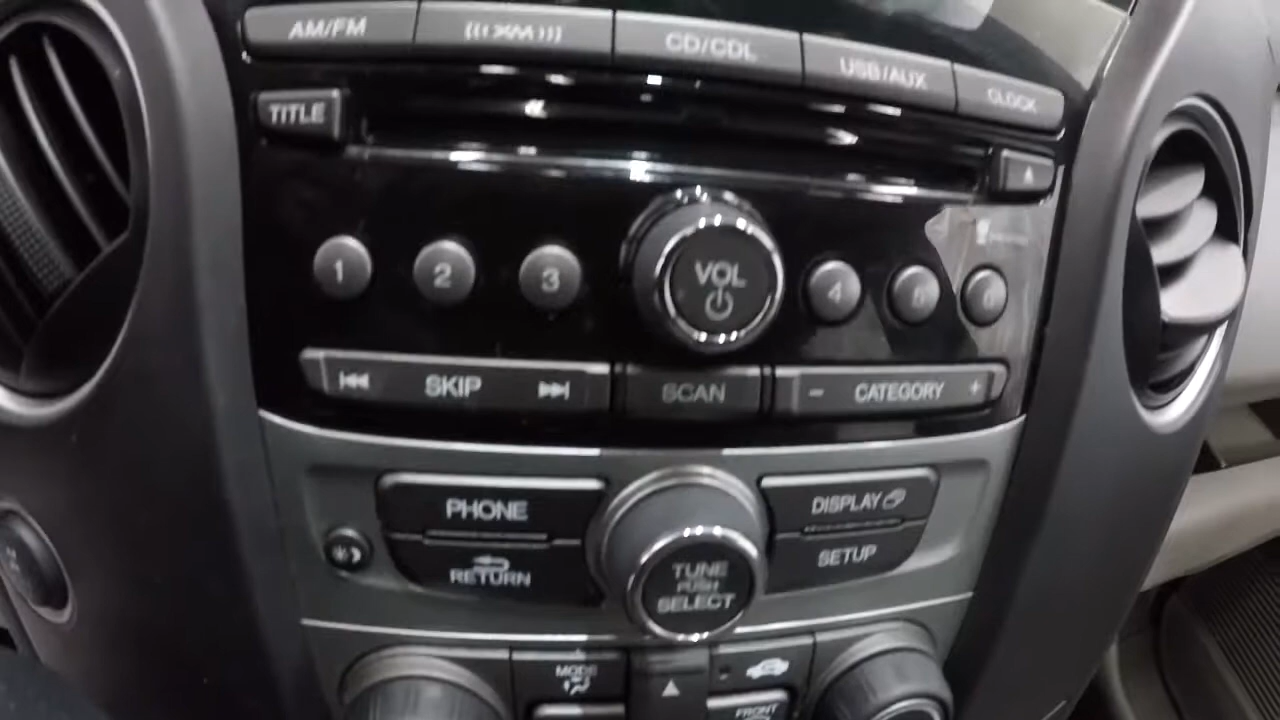 AM/FM
((XM))
CD/CDL
USB/AUX
CLOCK
TITLE
1
2
3
VOL
4
5
6
SKIP
SCAN
- CATEGORY +
PHONE
DISPLAY
RETURN
SETUP
TUNE
PUSH
SELECT
MODE
FRONT